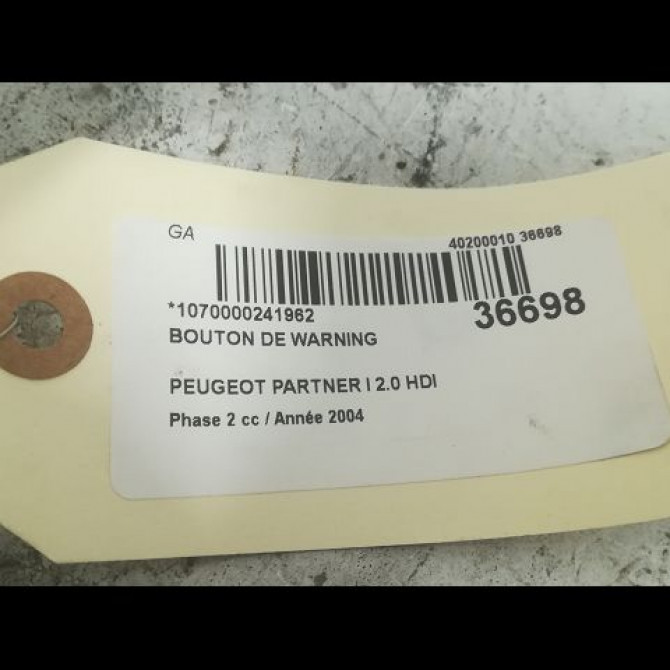 GA
40200010 36698
*1070000241962
36698
BOUTON DE WARNING
PEUGEOT PARTNER I 2.0 HDI
Phase 2 cc / Année 2004